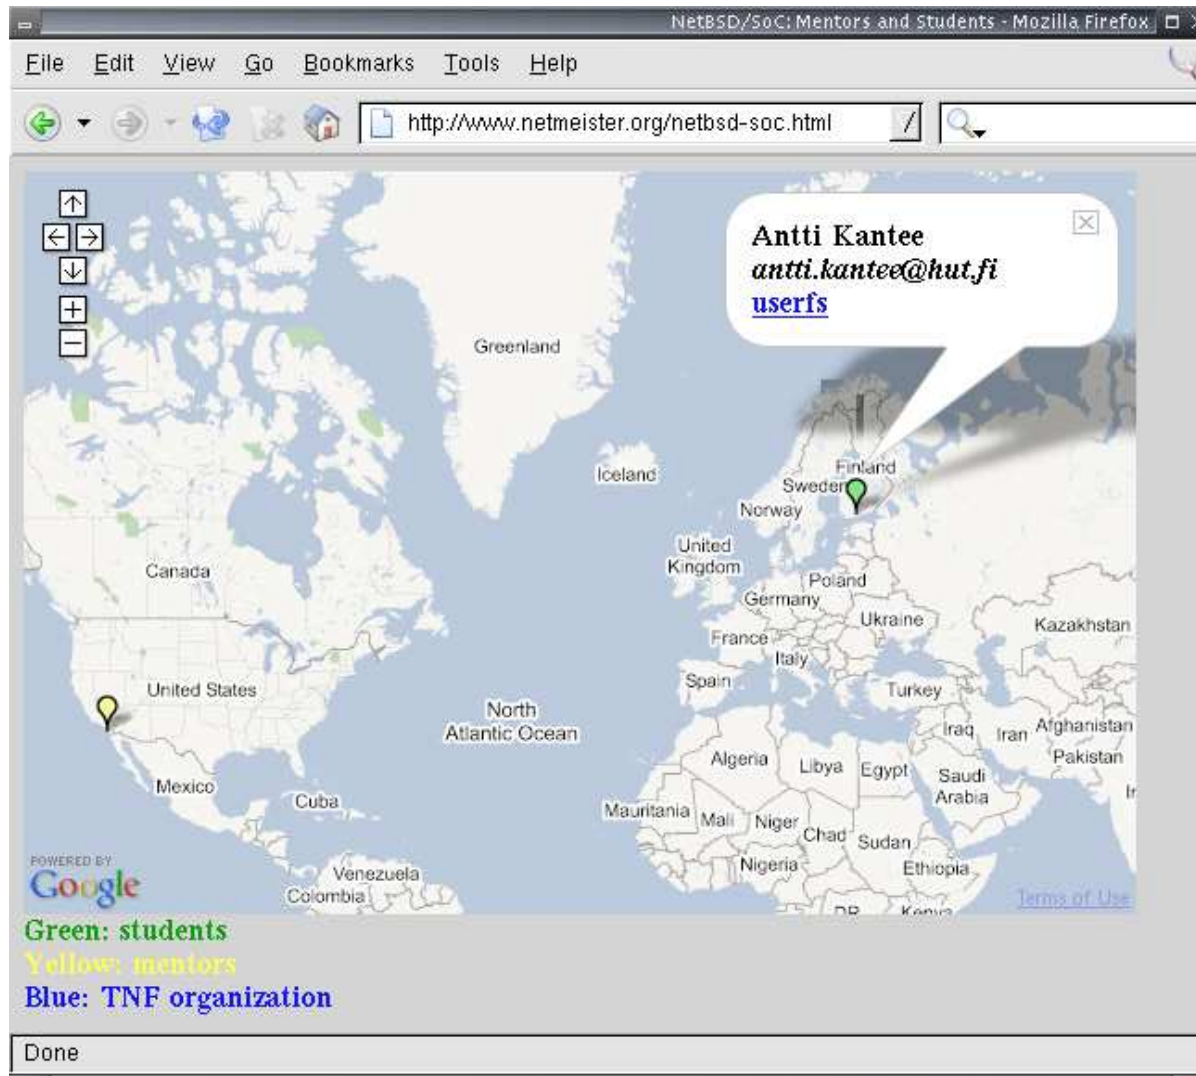 NetBSD/SoC: Mentors and Students - Mozilla Firefox
File Edit View Go Bookmarks Tools Help
http://www.netmeister.org/netbsd-soc.html
Antti Kantee
antti.kantee@hut.fi
userfs
Greenland
Iceland
Finland
Sweden
Norway
United
Kingdom
Canada
Poland
Germany
Ukraine
Kazakhstan
France
Italy
Spain
United States
Turkey
North
Atlantic Ocean
Iraq
Iran
Afghanistan
Pakistan
Algeria
Libya
Egypt
Saudi
Arabia
Mexico
Cuba
Mauritania
Mali
Niger
Chad
Sudan
Nigeria
Ethiopia
Venezuela
Colombia
DR
Kenya
POWERED BY
Google
Terms of Use
Green: students
Yellow: mentors
Blue: TNF organization
Done